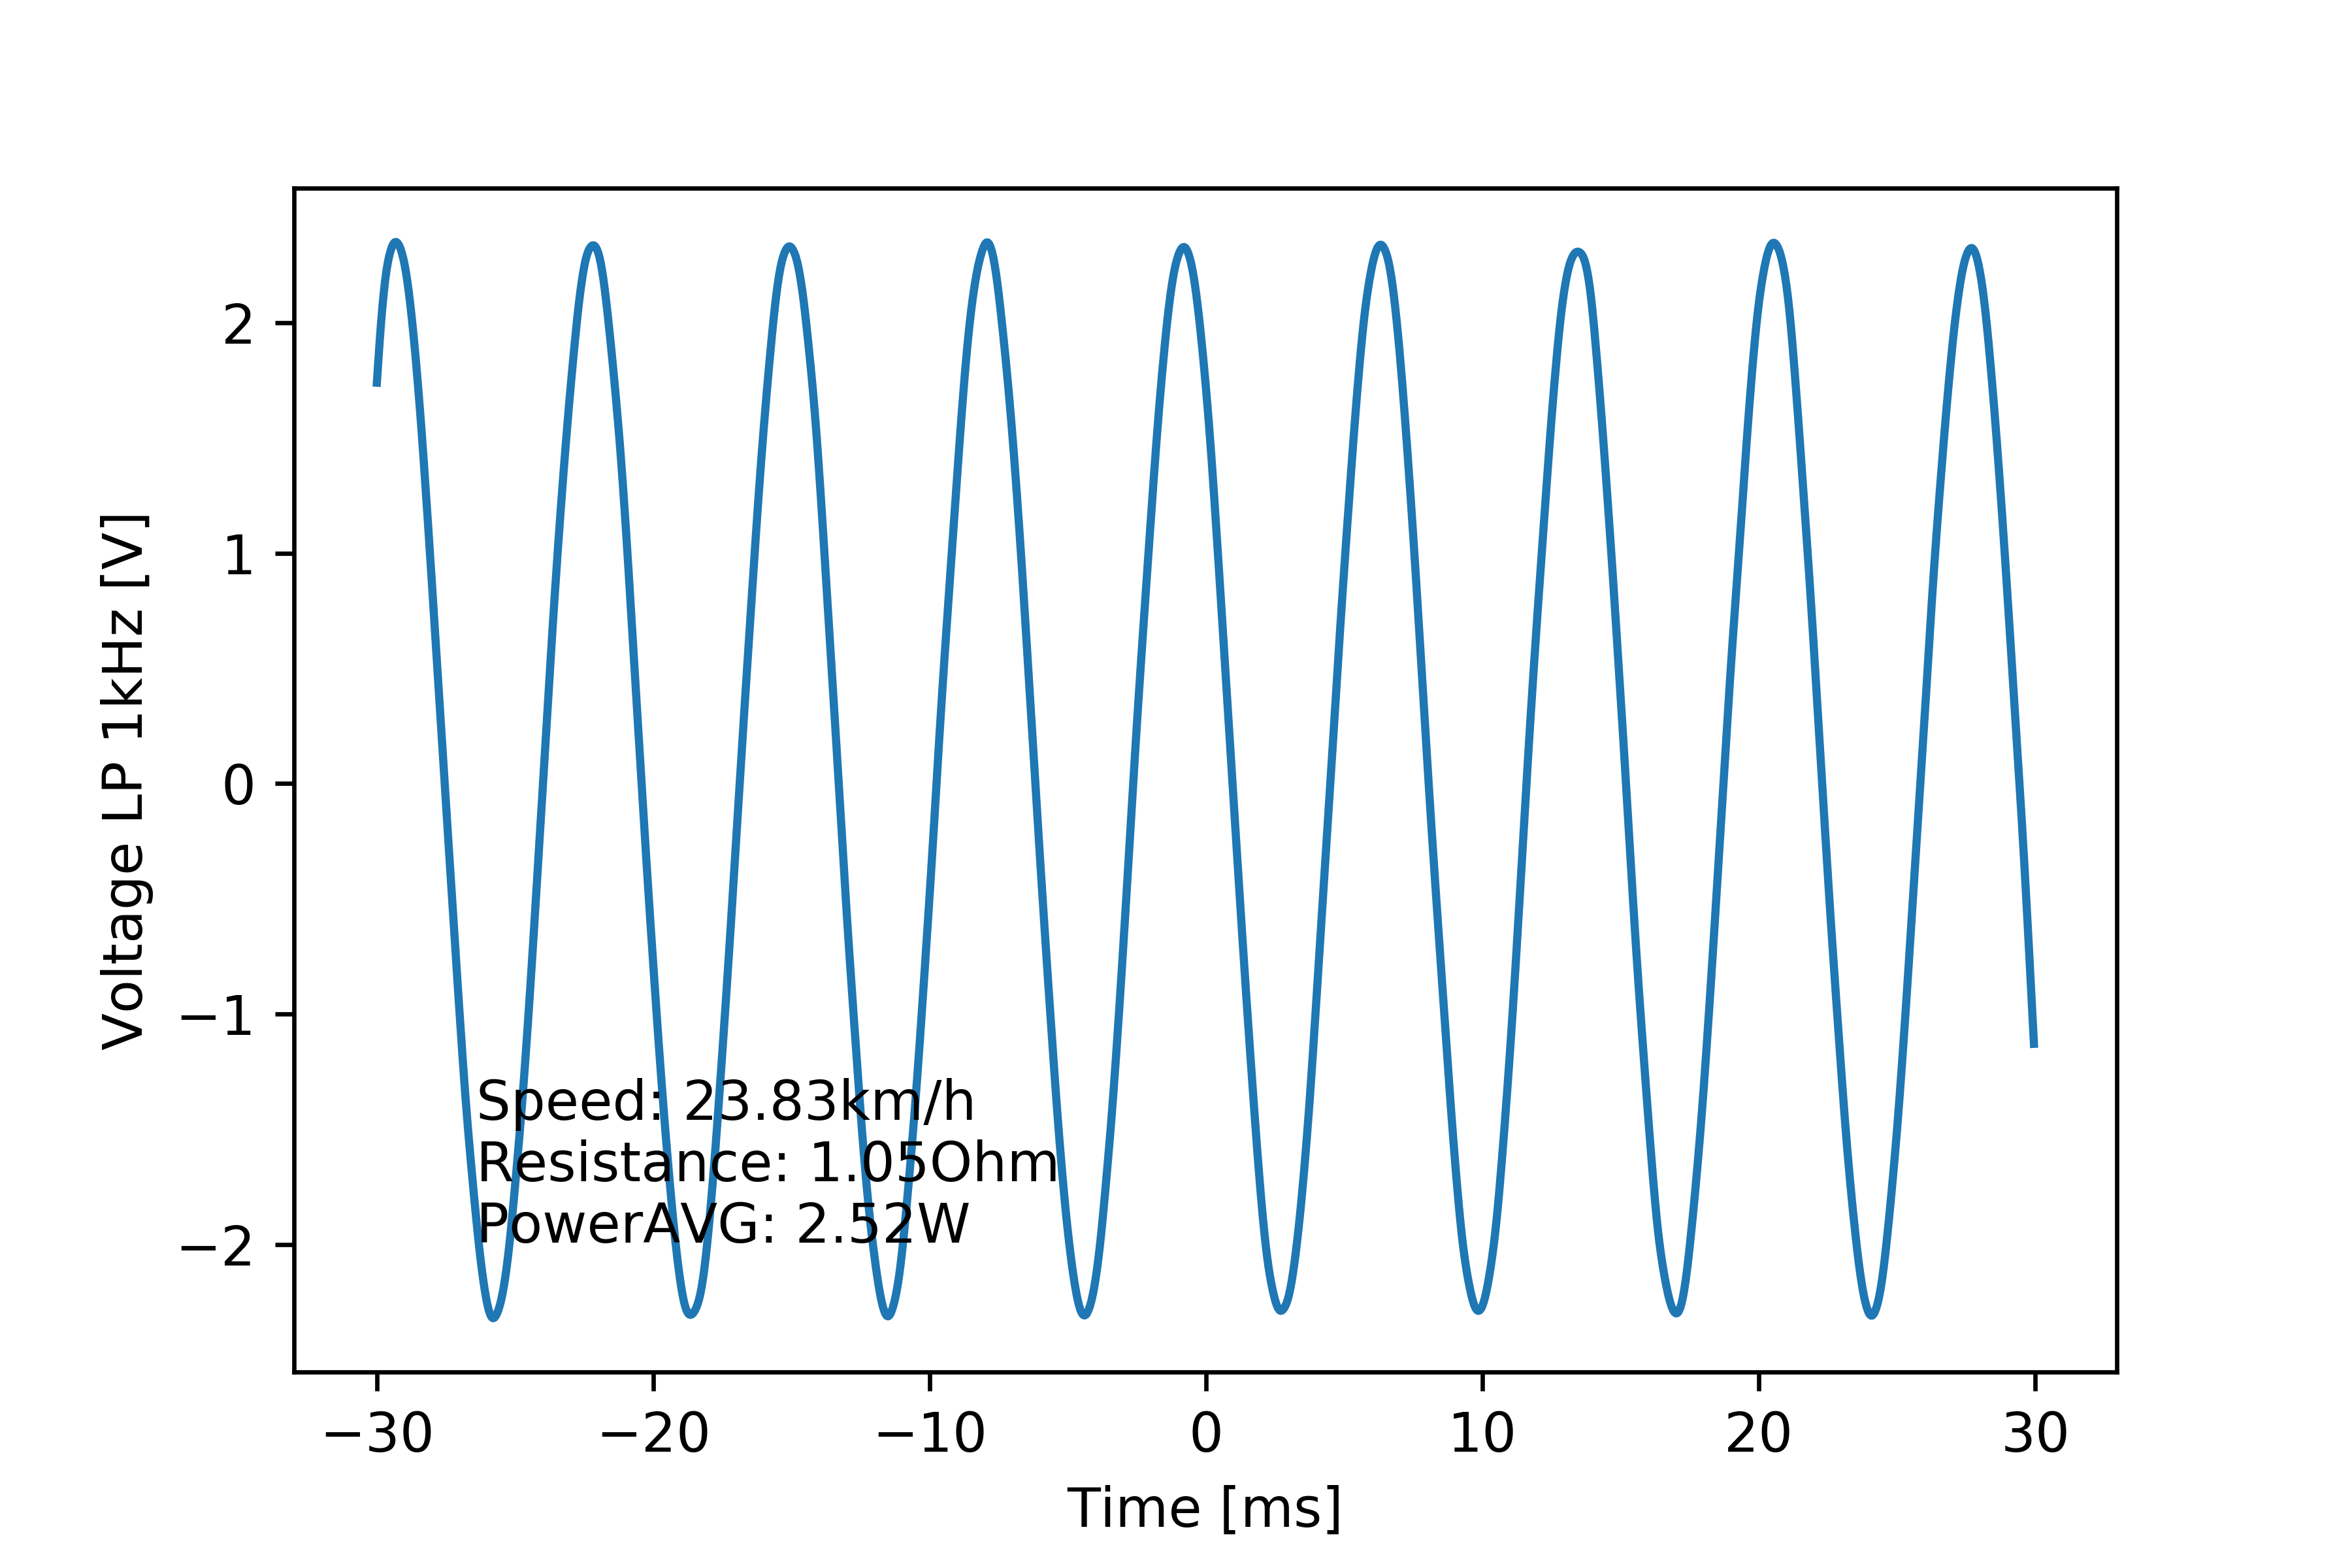 Voltage LP 1kHz [V]
2
1
0
−1
−2
Speed: 23.83km/h
Resistance: 1.05Ohm
PowerAVG: 2.52W
−30 −20 −10 0 10 20 30
Time [ms]